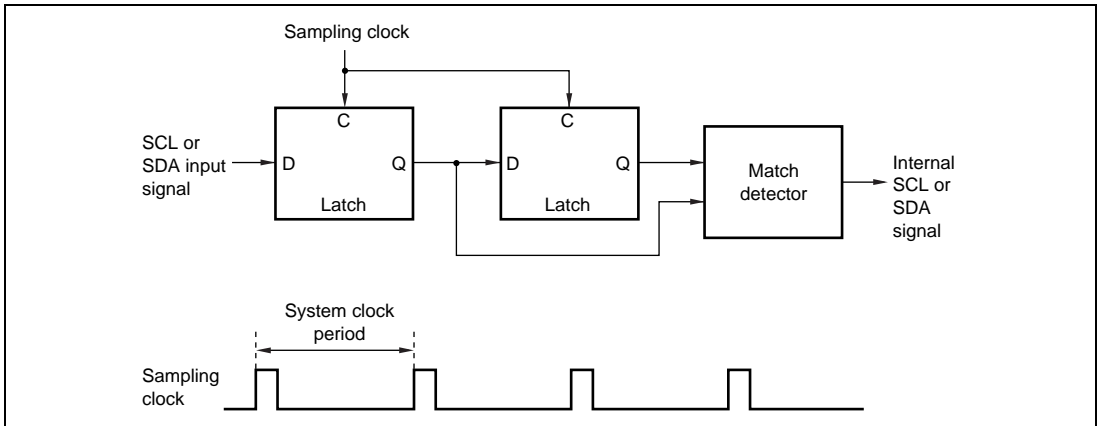 Sampling clock
C
C
SCL or
SDA input
signal
D
Q
D
Q
Latch
Latch
Match
detector
Internal
SCL or
SDA
signal
System clock
period
Sampling
clock